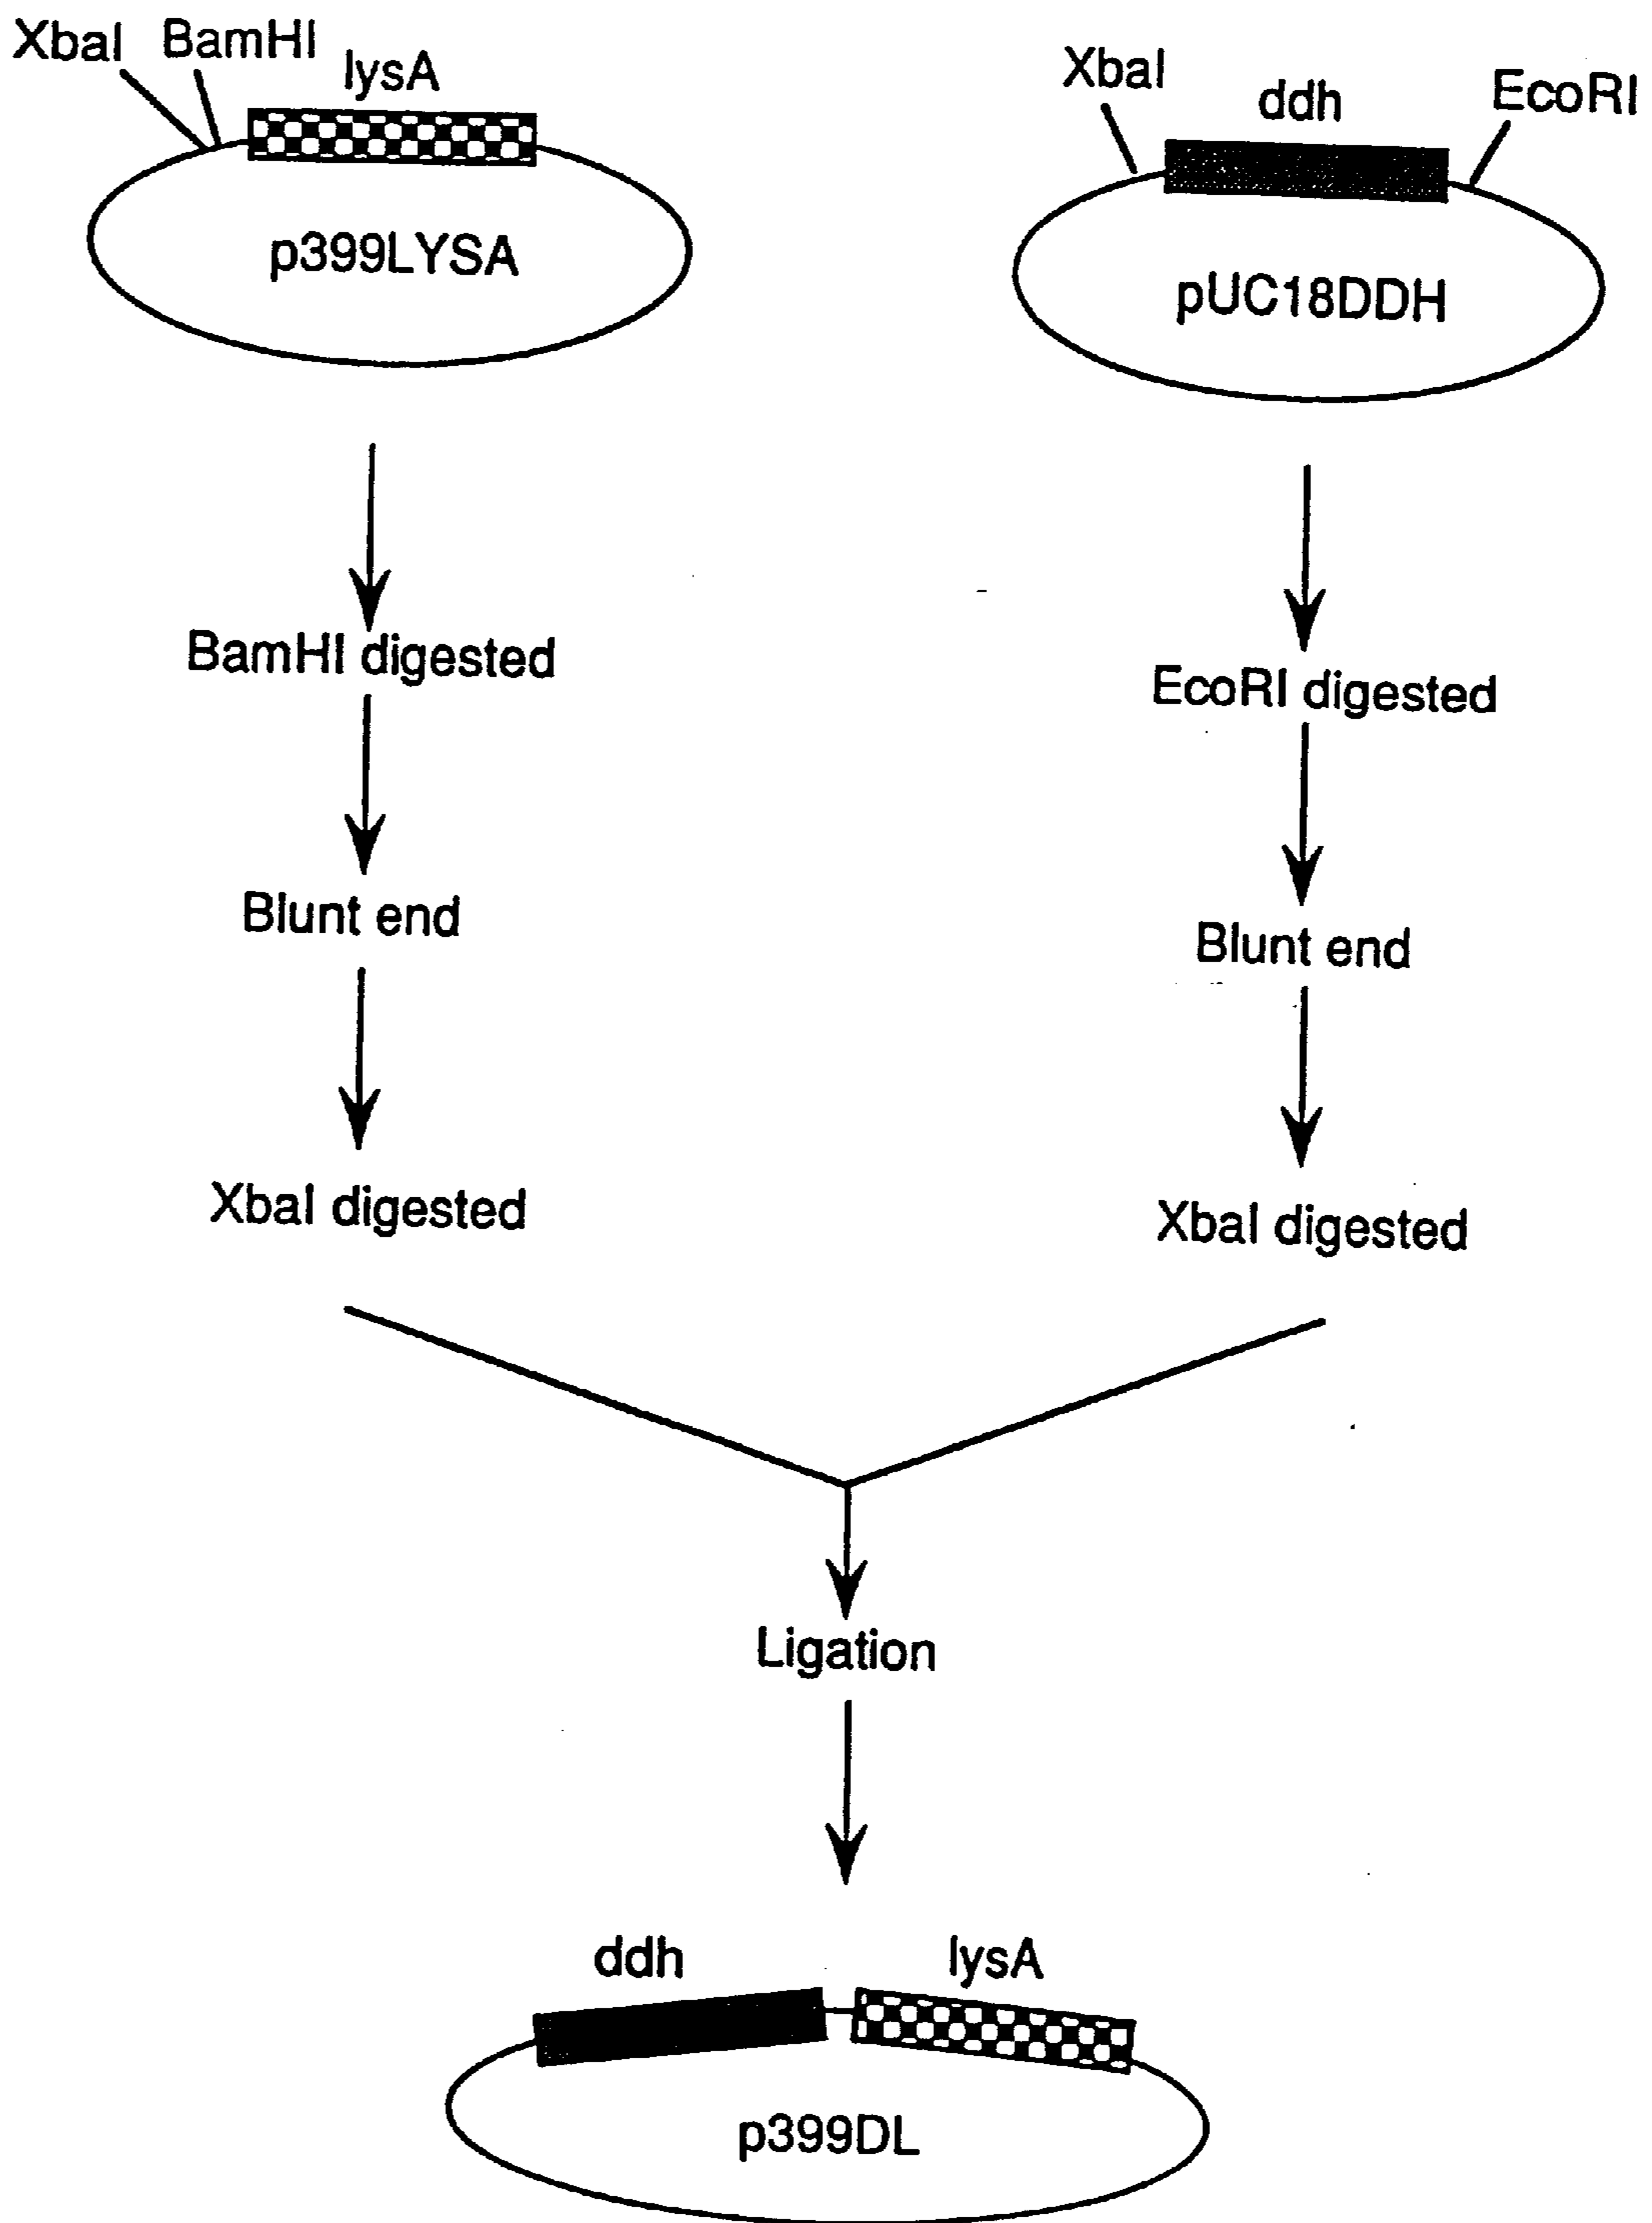 XbaI BamHI lysA
p399LYSA
XbaI ddh EcoRI
pUC18DDH
BamHI digested
EcoRI digested
Blunt end
Blunt end
XbaI digested
XbaI digested
Ligation
ddh lysA
p399DL